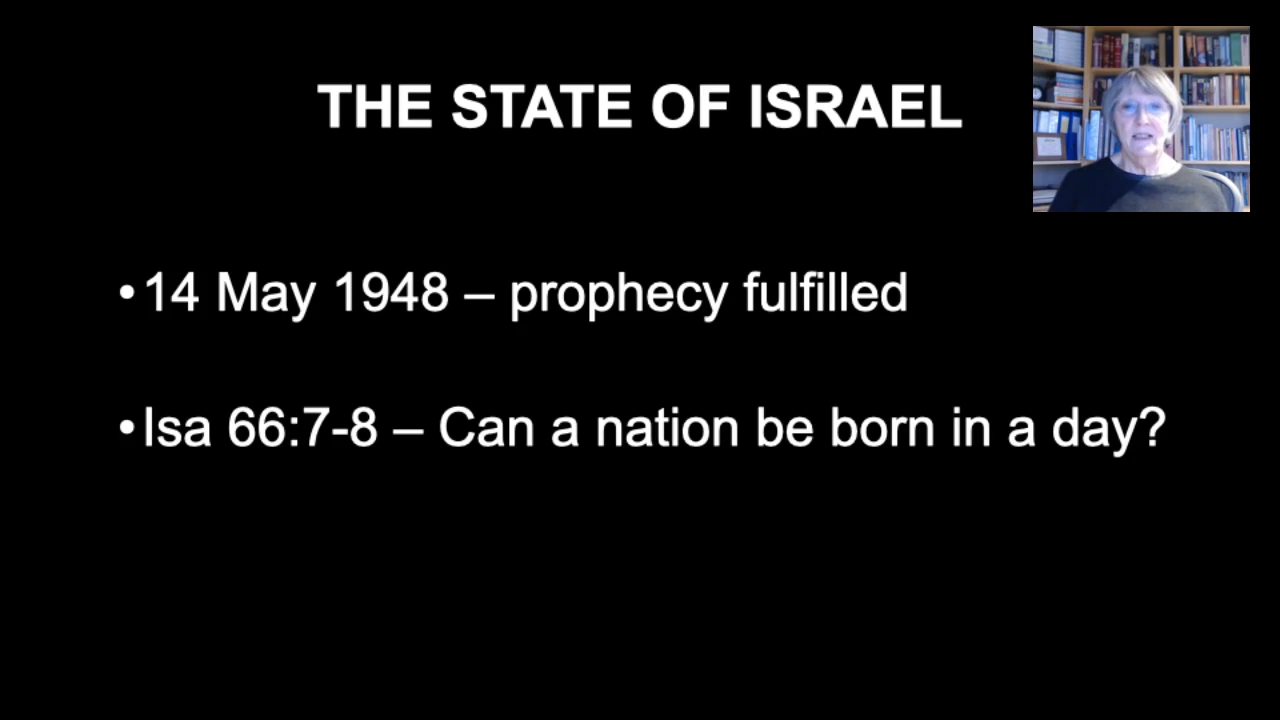 THE STATE OF ISRAEL
•14 May 1948 – prophecy fulfilled
•Isa 66:7-8 – Can a nation be born in a day?